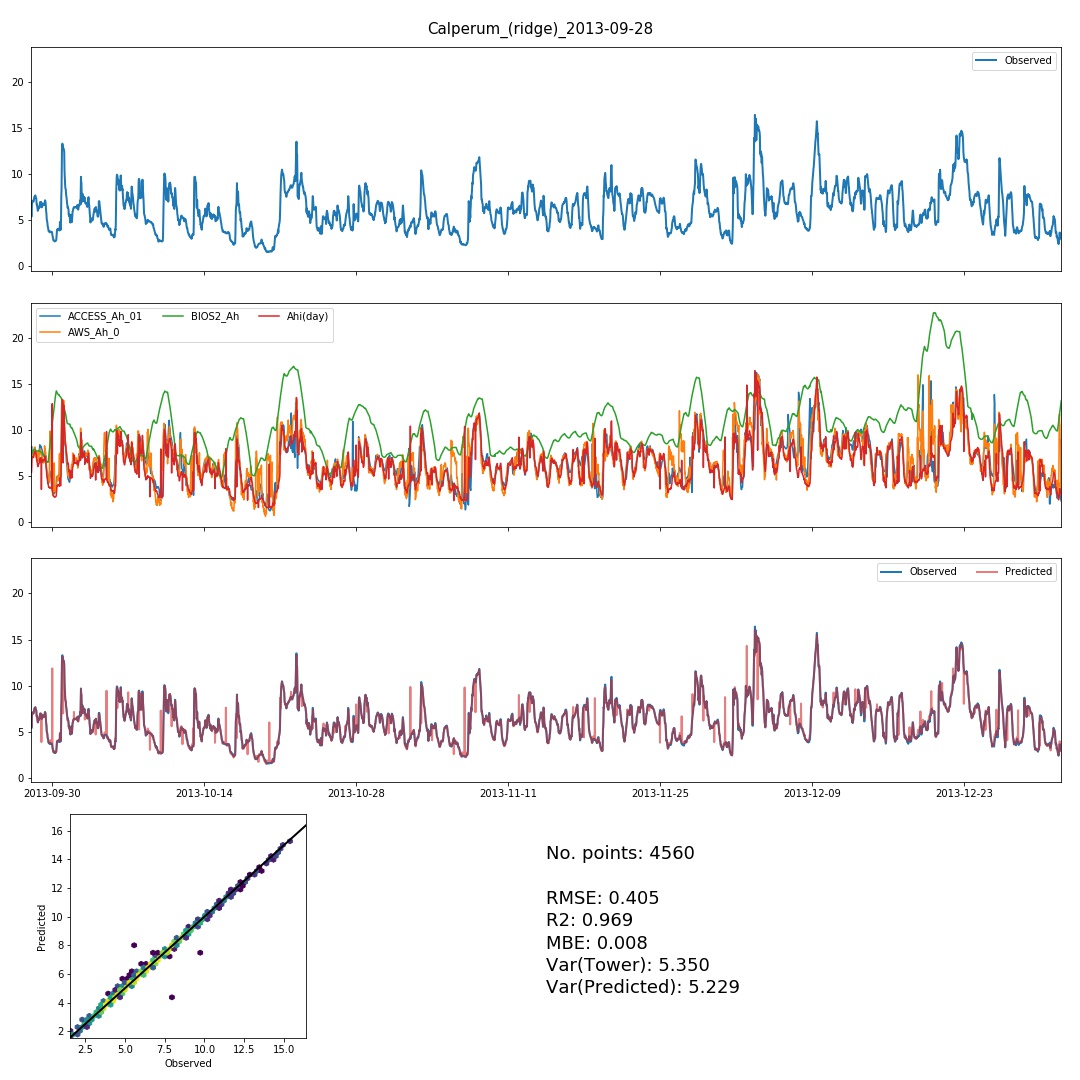 Calperum_(ridge)_2013-09-28
Observed
20
15
10
5
0
ACCESS_Ah_01 BIOS2_Ah Ahi(day)
AWS_Ah_0
20
15
10
5
0
Observed Predicted
20
15
10
5
0
2013-09-30 2013-10-14 2013-10-28 2013-11-11 2013-11-25 2013-12-09 2013-12-23
16
14
12
10
8
6
4
2
Predicted
2.5 5.0 7.5 10.0 12.5 15.0
Observed
No. points: 4560
RMSE: 0.405
R2: 0.969
MBE: 0.008
Var(Tower): 5.350
Var(Predicted): 5.229